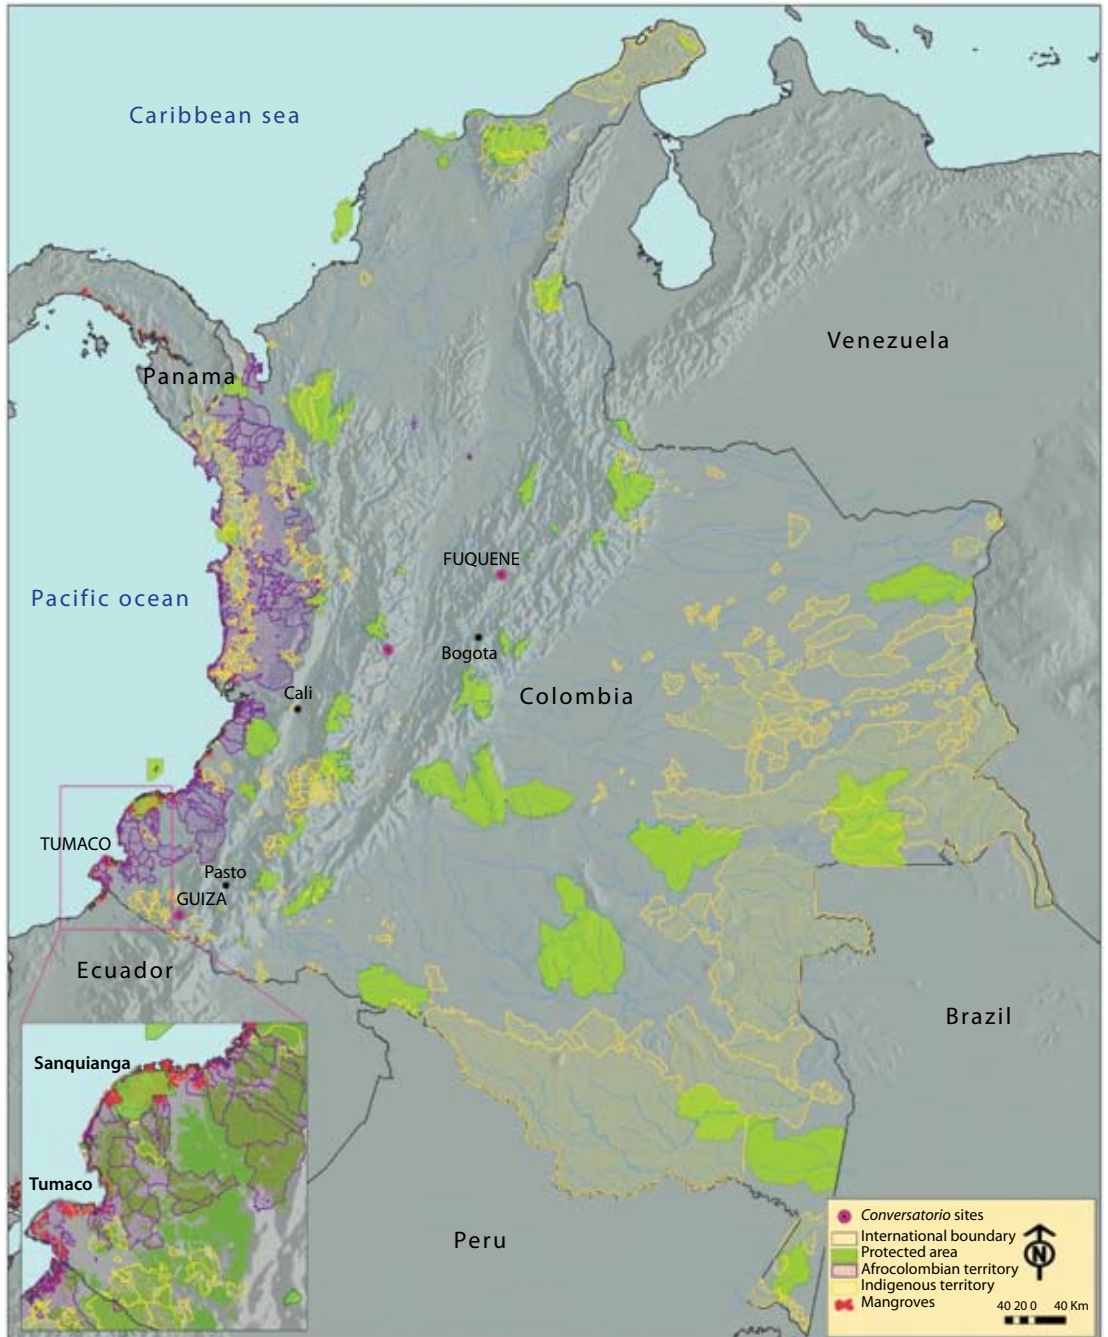 Caribbean sea
Venezuela
Panama
FUQUENE
Pacific ocean
Bogota
Cali
Colombia
TUMACO
Pasto
GUIZA
Ecuador
Brazil
Sanquianga
Tumaco
Peru
Conversatorio sites
International boundary
Protected area
Afrocolombian territory
Indigenous territory
Mangroves
N
40 20 0 40 Km